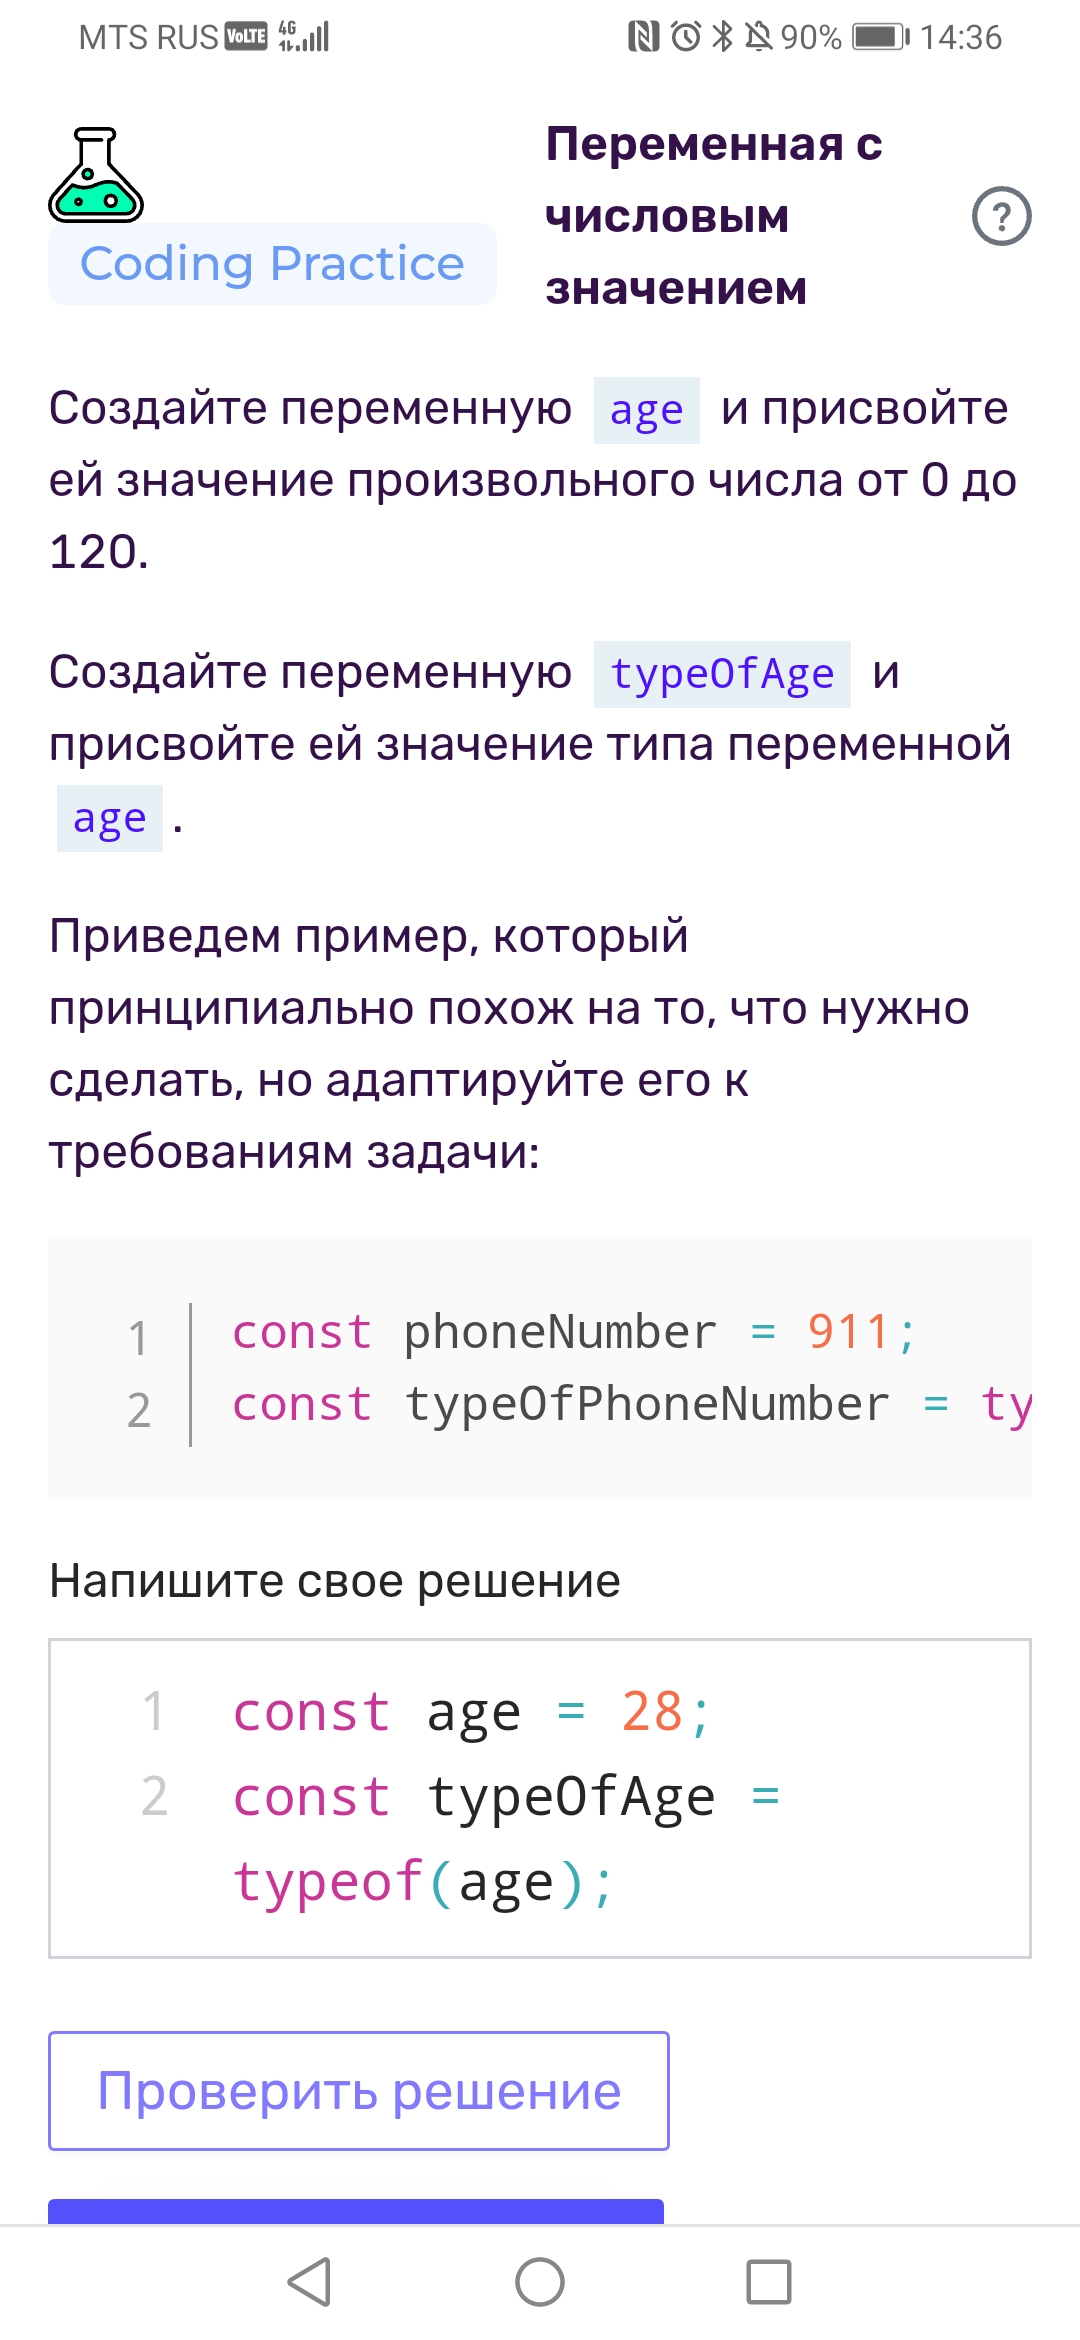 MTS RUS VoLTE 4G 90% 14:36
Coding Practice
Переменная с
числовым
значением
?
Создайте переменную age и присвойте
ей значение произвольного числа от 0 до
120.
Создайте переменную typeOfAge и
присвойте ей значение типа переменной
age .
Приведем пример, который
принципиально похож на то, что нужно
сделать, но адаптируйте его к
требованиям задачи:
1 const phoneNumber = 911;
2 const typeOfPhoneNumber = ty
Напишите свое решение
1 const age = 28;
2 const typeOfAge =
typeof(age);
Проверить решение